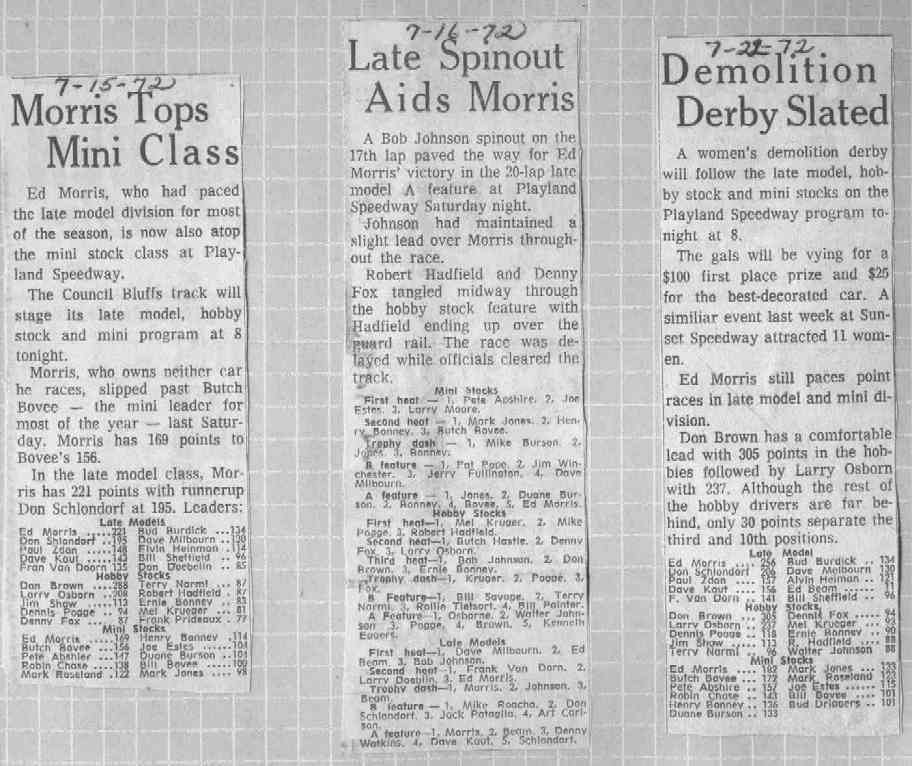 7-15-72
Morris Tops
Mini Class
Ed Morris, who had paced
the late model division for most
of the season, is now also atop
the mini stock class at Play-
land Speedway.
The Council Bluffs track will
stage its late model, hobby
stock and mini program at 8
tonight.
Morris, who owns neither car
he races, slipped past Butch
Bovee — the mini leader for
most of the year — last Satur-
day. Morris has 169 points to
Bovee's 156.
In the late model class, Mor-
ris has 221 points with runnerup
Don Schlondorf at 195. Leaders:
Late Models
Ed Morris ....221 Bud Burdick ...134
Don Shlondorf ..195 Dave Milbourn ..130
Paul Zdan .....148 Elvin Heinman .114
Dave Kaut .....143 Bill Sheffield .. 96
Fran Van Doorn 135 Don Doebelin .. 85
Hobby Stocks
Don Brown ....288 Terry Narmi ... 87
Larry Osborn ..208 Robert Hadfield . 87
Jim Show ......113 Ernie Bonney .. 83
Dennis Poage .. 94 Mel Krueger ... 81
Denny Fox .... 87 Frank Prideaux . 77
Mini Stocks
Ed Morris .....169 Henry Bonney .114
Butch Bovee ...156 Joe Estes .....104
Pete Abshier ..147 Duane Burson ..104
Robin Chase ...138 Bill Bovee ....100
Mark Roseland .122 Mark Jones .... 98
7-16-72
Late Spinout
Aids Morris
A Bob Johnson spinout on the
17th lap paved the way for Ed
Morris' victory in the 20-lap late
model A feature at Playland
Speedway Saturday night.
Johnson had maintained a
slight lead over Morris through-
out the race.
Robert Hadfield and Denny
Fox tangled midway through
the hobby stock feature with
Hadfield ending up over the
guard rail. The race was de-
layed while officials cleared the
track.
Mini Stocks
First heat — 1, Pete Apshire. 2, Joe
Estes. 3, Larry Moore.
Second heat — 1, Mark Jones. 2, Hen-
ry Bonney. 3, Butch Bovee.
Trophy dash — 1, Mike Burson. 2,
Jones. 3, Bonney.
B feature — 1, Pat Pope. 2, Jim Win-
chester. 3, Jerry Fullington. 4, Dave
Milbourn.
A feature — 1, Jones. 2, Duane Bur-
son. 2, Bonney. 4, Bovee. 5, Ed Morris.
Hobby Stocks
First heat—1, Mel Kruger. 2, Mike
Pogge. 3, Robert Hadfield.
Second heat—1, Butch Hastie. 2, Denny
Fox. 3, Larry Osborn.
Third heat—1, Bob Johnson. 2, Don
Brown. 3, Ernie Bonney.
Trophy dash—1, Kruger. 2, Poage. 3,
Fox.
B Feature—1, Bill Savage. 2, Terry
Narmi. 3, Rollie Tietsort. 4, Bill Painter.
A Feature—1, Osborne. 2, Walter John-
son. 3, Pogge. 4, Brown. 5, Kenneth
Eggers.
Late Models
First heat—1, Dave Milbourn. 2, Ed
Beam. 3, Bob Johnson.
Second heat—1, Frank Van Dorn. 2,
Larry Doeblin. 3, Ed Morris.
Trophy dash—1, Morris. 2, Johnson. 3,
Beam.
B feature — 1, Mike Roacha. 2, Don
Schlondorf. 3, Jack Pataglia. 4, Art Carl-
son.
A feature—1, Morris. 2, Beam. 3, Denny
Watkins. 4, Dave Kaut. 5, Schlondorf.
7-22-72
Demolition
Derby Slated
A women's demolition derby
will follow the late model, hob-
by stock and mini stocks on the
Playland Speedway program to-
night at 8.
The gals will be vying for a
$100 first place prize and $25
for the best-decorated car. A
similiar event last week at Sun-
set Speedway attracted 11 wom-
en.
Ed Morris still paces point
races in late model and mini di-
vision.
Don Brown has a comfortable
lead with 305 points in the hob-
bies followed by Larry Osborn
with 237. Although the rest of
the hobby drivers are far be-
hind, only 30 points separate the
third and 10th positions.
Late Model
Ed Morris ..... 256 Bud Burdick .. 134
Don Schlondorf 206 Dave Melbourn 130
Paul Zdan .... 157 Alvin Heiman .. 121
Dave Kaut .... 156 Ed Beam ......
F. Van Dorn .. 141 Bill Sheffield .. 96
Hobby Stocks,
Don Brown ... 305 Dennis Fox .... 94
Larry Osborn .. 237 Mel Krueger ... 93
Dennis Pogge .. 118 Ernie Bonney .. 90
Jim Show ..... 113 R. Hadfield .... 88
Terry Narmi .. 96 Walter Johnson 88
Mini Stocks
Ed Morris .... 182 Mark Jones ... 133
Butch Bovee .. 172 Mark Roseland 122
Pete Abshire .. 157 Joe Estes ...... 115
Robin Chase .. 143 Bill Bovee .... 101
Henry Bonney .. 136 Bud Drippers .. 101
Duane Burson .. 133